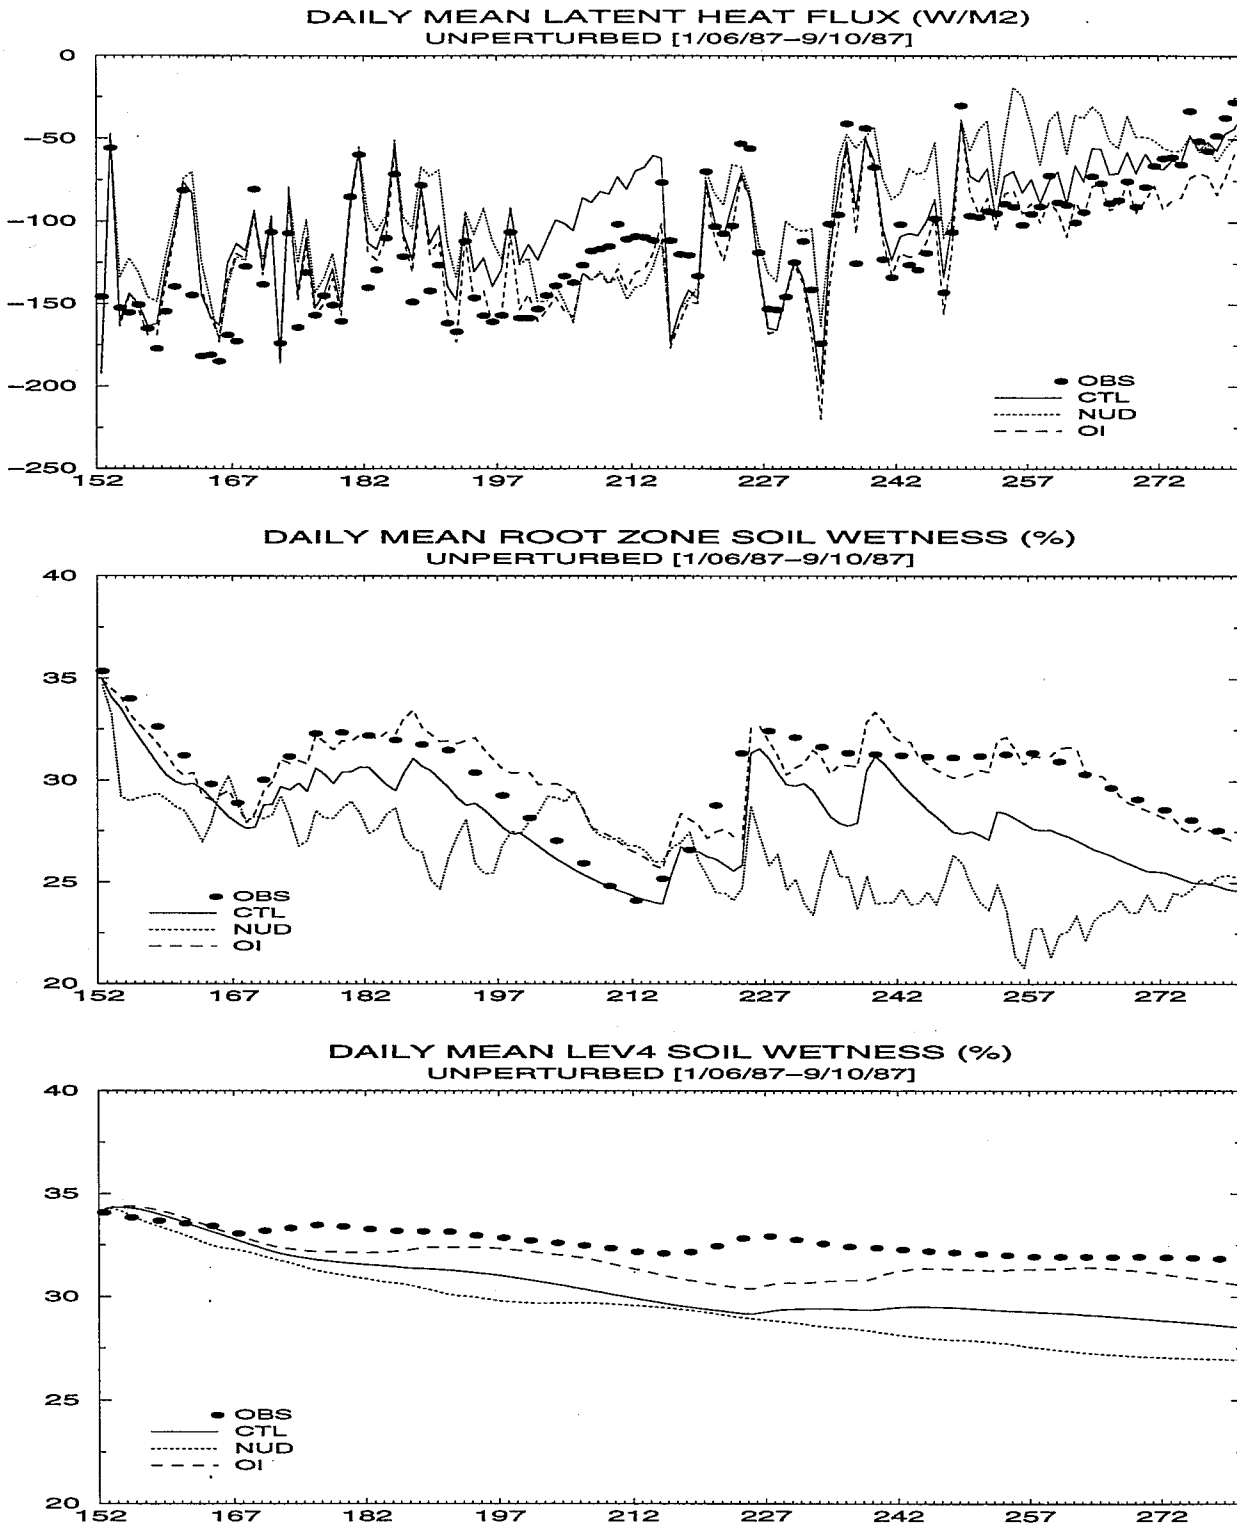 DAILY MEAN LATENT HEAT FLUX (W/M2)
UNPERTURBED [1/06/87−9/10/87]
0
−50
−100
−150
−200
−250
OBS
CTL
NUD
OI
152 167 182 197 212 227 242 257 272
DAILY MEAN ROOT ZONE SOIL WETNESS (%)
UNPERTURBED [1/06/87−9/10/87]
40
35
30
25
20
OBS
CTL
NUD
OI
152 167 182 197 212 227 242 257 272
DAILY MEAN LEV4 SOIL WETNESS (%)
UNPERTURBED [1/06/87−9/10/87]
40
35
30
25
20
OBS
CTL
NUD
OI
152 167 182 197 212 227 242 257 272